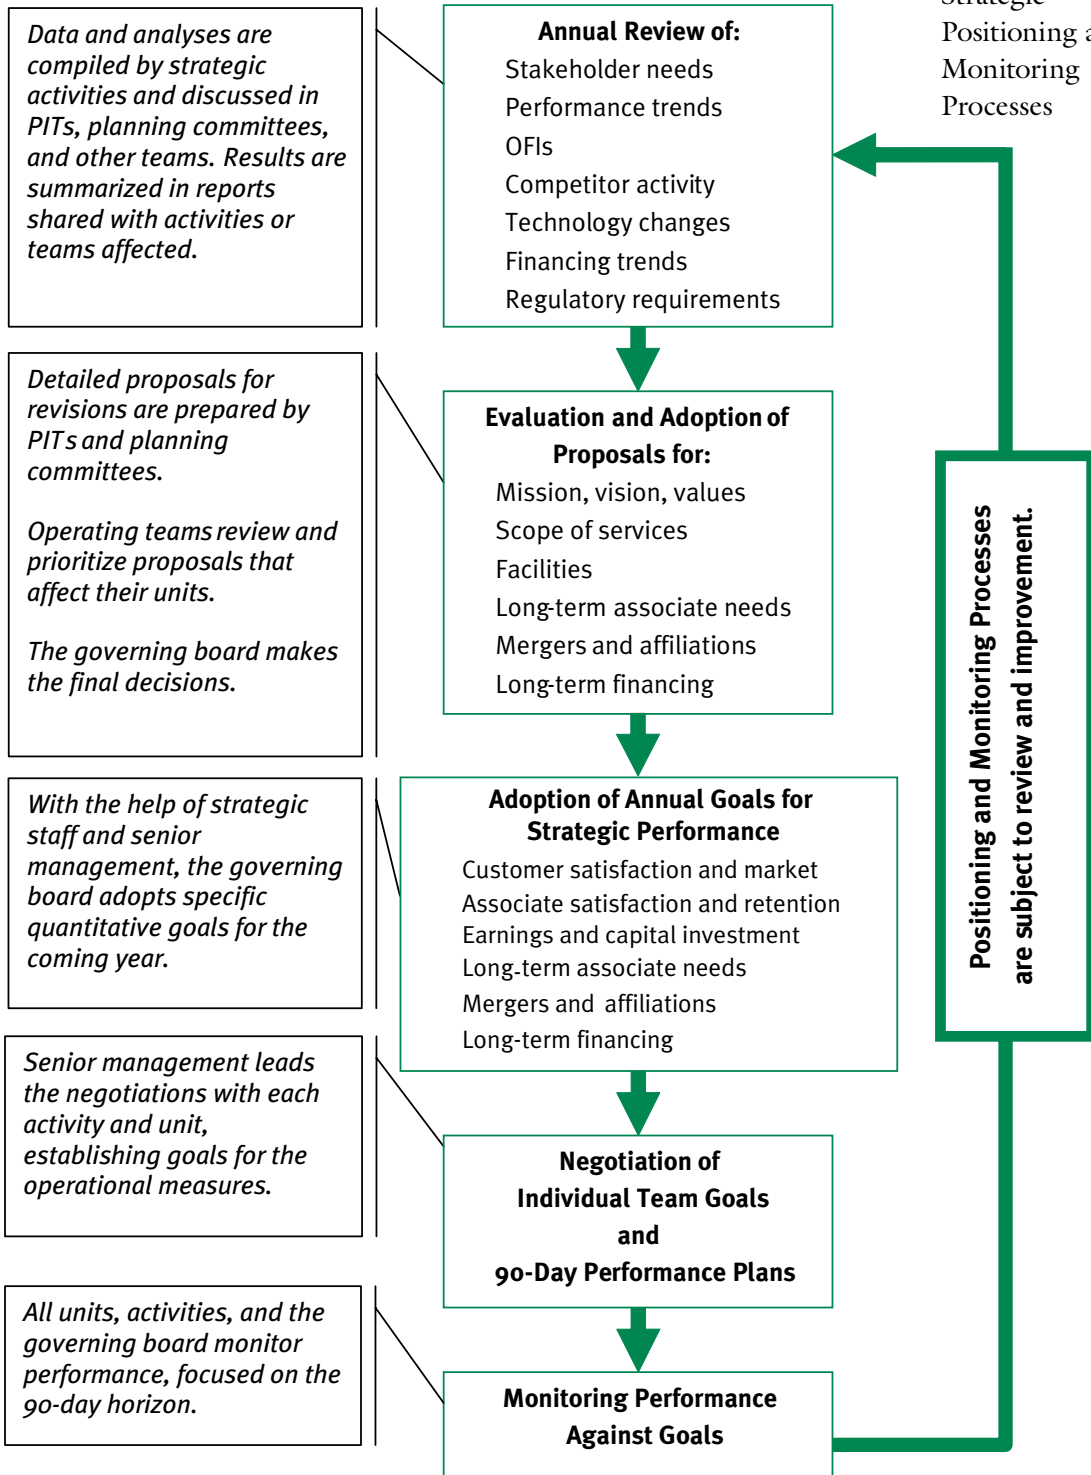 Positioning
Monitoring
Processes
Data and analyses are
compiled by strategic
activities and discussed in
PITs, planning committees,
and other teams. Results are
summarized in reports
shared with activities or
teams affected.
Annual Review of:
Stakeholder needs
Performance trends
OFIs
Competitor activity
Technology changes
Financing trends
Regulatory requirements
Detailed proposals for
revisions are prepared by
PITs and planning
committees.
Operating teams review and
prioritize proposals that
affect their units.
The governing board makes
the final decisions.
Evaluation and Adoption of
Proposals for:
Mission, vision, values
Scope of services
Facilities
Long-term associate needs
Mergers and affiliations
Long-term financing
With the help of strategic
staff and senior
management, the governing
board adopts specific
quantitative goals for the
coming year.
Adoption of Annual Goals for
Strategic Performance
Customer satisfaction and market
Associate satisfaction and retention
Earnings and capital investment
Long-term associate needs
Mergers and affiliations
Long-term financing
Senior management leads
the negotiations with each
activity and unit,
establishing goals for the
operational measures.
Negotiation of
Individual Team Goals
and
90-Day Performance Plans
All units, activities, and the
governing board monitor
performance, focused on the
90-day horizon.
Monitoring Performance
Against Goals
Positioning and Monitoring Processes
are subject to review and improvement.